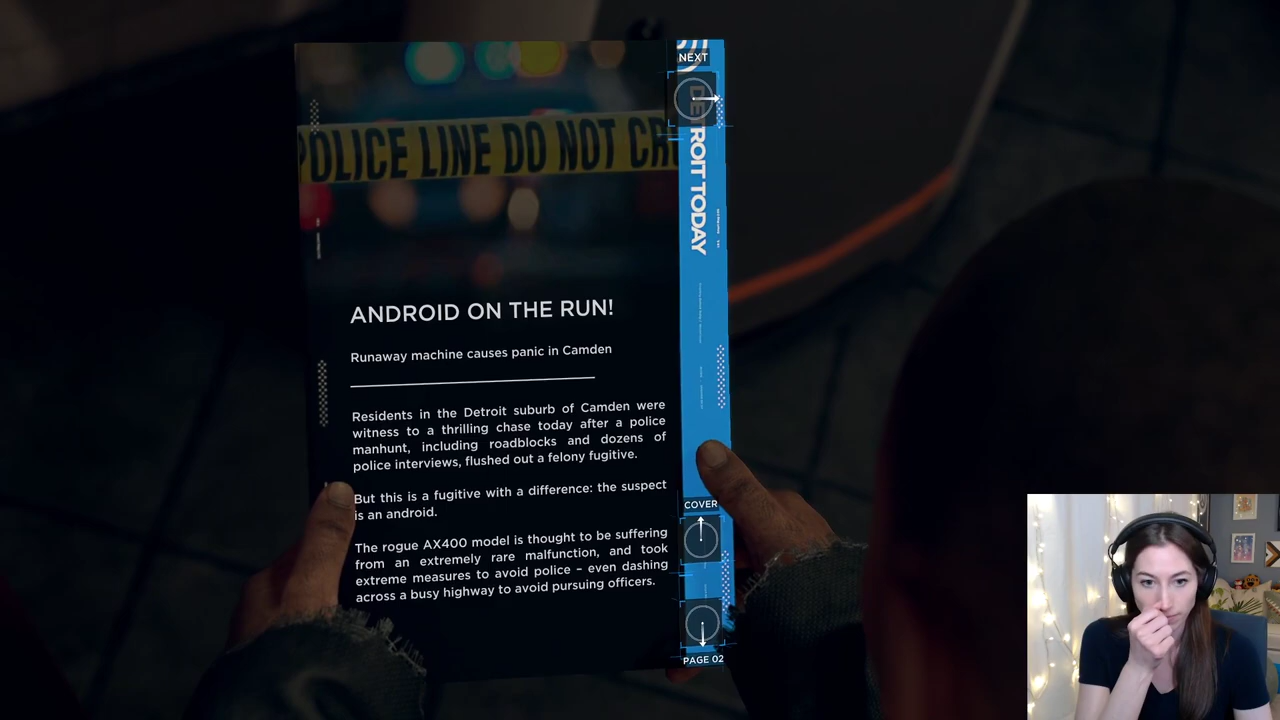 NEXT
POLICE LINE DO NOT
DETROIT TODAY
ANDROID ON THE RUN!
Runaway machine causes panic in Camden
Residents in the Detroit suburb of Camden were
witness to a thrilling chase today after a police
manhunt, including roadblocks and dozens of
police interviews, flushed out a felony fugitive.
But this is a fugitive with a difference: the suspect
is an android.
The rogue AX400 model is thought to be suffering
from an extremely rare malfunction, and took
extreme measures to avoid police – even dashing
across a busy highway to avoid pursuing officers.
COVER
PAGE 02